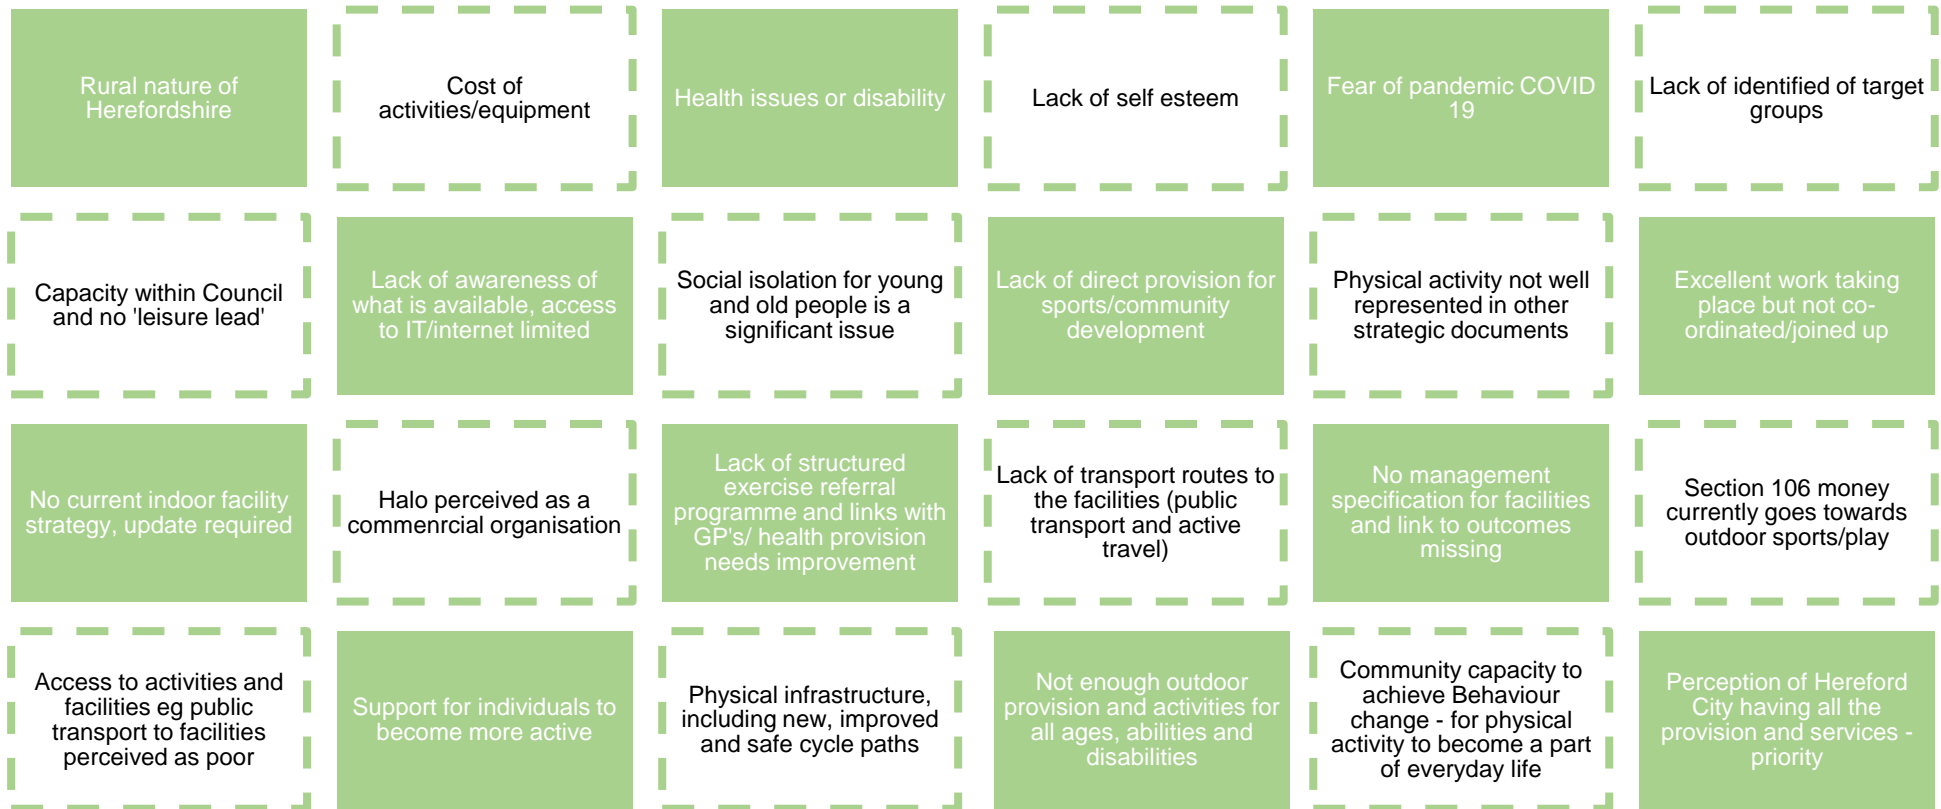 Rural nature of
Herefordshire
Cost of
activities/equipment
Health issues or disability
Lack of self esteem
Fear of pandemic COVID
19
Lack of identified of target
groups
Capacity within Council
and no 'leisure lead'
Lack of awareness of
what is available, access
to IT/internet limited
Social isolation for young
and old people is a
significant issue
Lack of direct provision for
sports/community
development
Physical activity not well
represented in other
strategic documents
Excellent work taking
place but not co-
ordinated/joined up
No current indoor facility
strategy, update required
Halo perceived as a
commenrcial organisation
Lack of structured
exercise referral
programme and links with
GP's/ health provision
needs improvement
Lack of transport routes to
the facilities (public
transport and active
travel)
No management
specification for facilities
and link to outcomes
missing
Section 106 money
currently goes towards
outdoor sports/play
Access to activities and
facilities eg public
transport to facilities
perceived as poor
Support for individuals to
become more active
Physical infrastructure,
including new, improved
and safe cycle paths
Not enough outdoor
provision and activities for
all ages, abilities and
disabilities
Community capacity to
achieve Behaviour
change - for physical
activity to become a part
of everyday life
Perception of Hereford
City having all the
provision and services -
priority